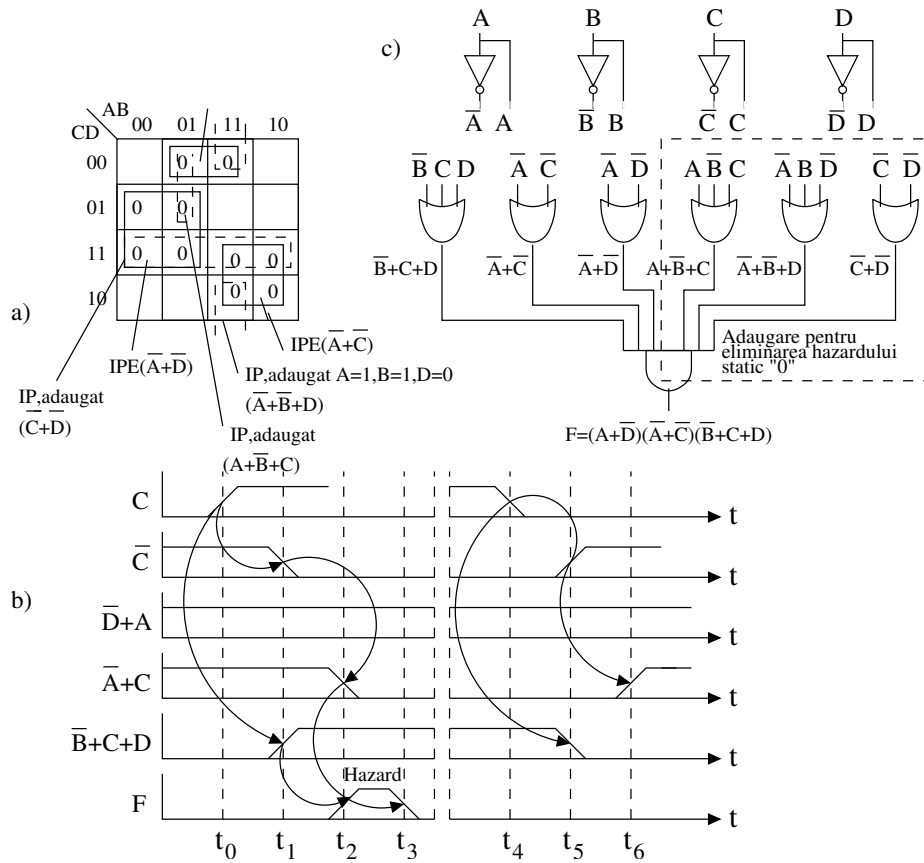 a)
AB
CD
00 01 11 10
00
01
11
10
0 0
0 0
0 0
0 0
0 0
IPE(A̅+D̅)
IPE(A̅+C̅)
IP,adaugat
(C̅+D̅)
IP,adaugat A=1,B=1,D=0
(A̅+B̅+D)
IP,adaugat
(A+B̅+C)
c)
A B C D
A̅ A B̅ B C̅ C D̅ D
B̅ C D A̅ C̅ A̅ D̅ A B̅ C A̅ B D̅ C̅ D̅
B̅+C+D A̅+C̅ A̅+D̅ A+B̅+C A̅+B̅+D C̅+D̅
Adaugare pentru
eliminarea hazardului
static "0"
F=(A+D̅)(A̅+C̅)(B̅+C+D)
b)
C t
C̅ t
D̅+A t
A̅+C t
B̅+C+D t
Hazard
F t
t0 t1 t2 t3 t4 t5 t6